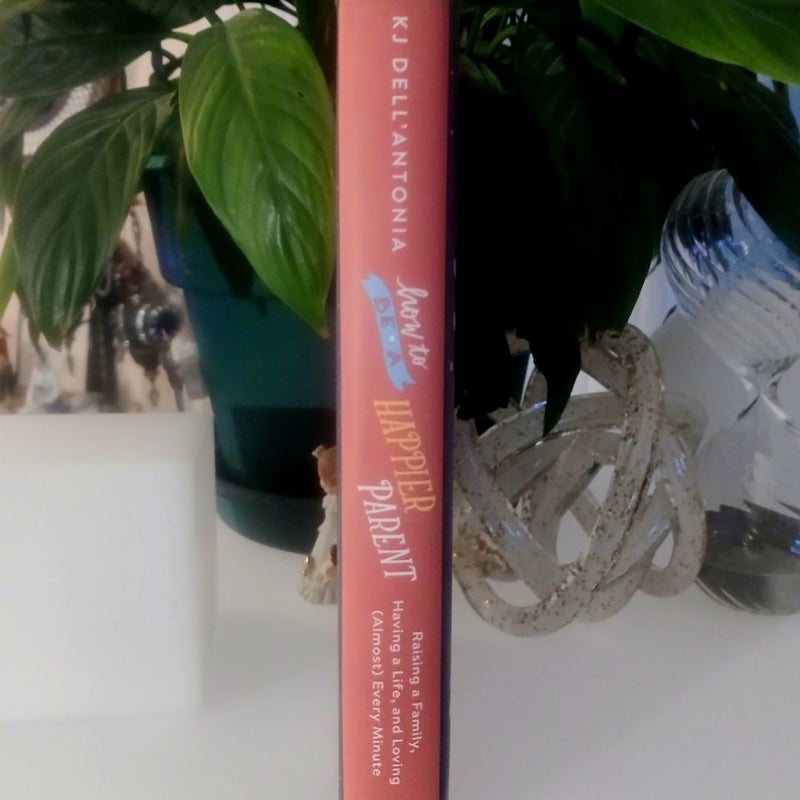 KJ DELL'ANTONIA
how to
BE • A
HAPPIER
PARENT
Raising a Family,
Having a Life, and Loving
(Almost) Every Minute